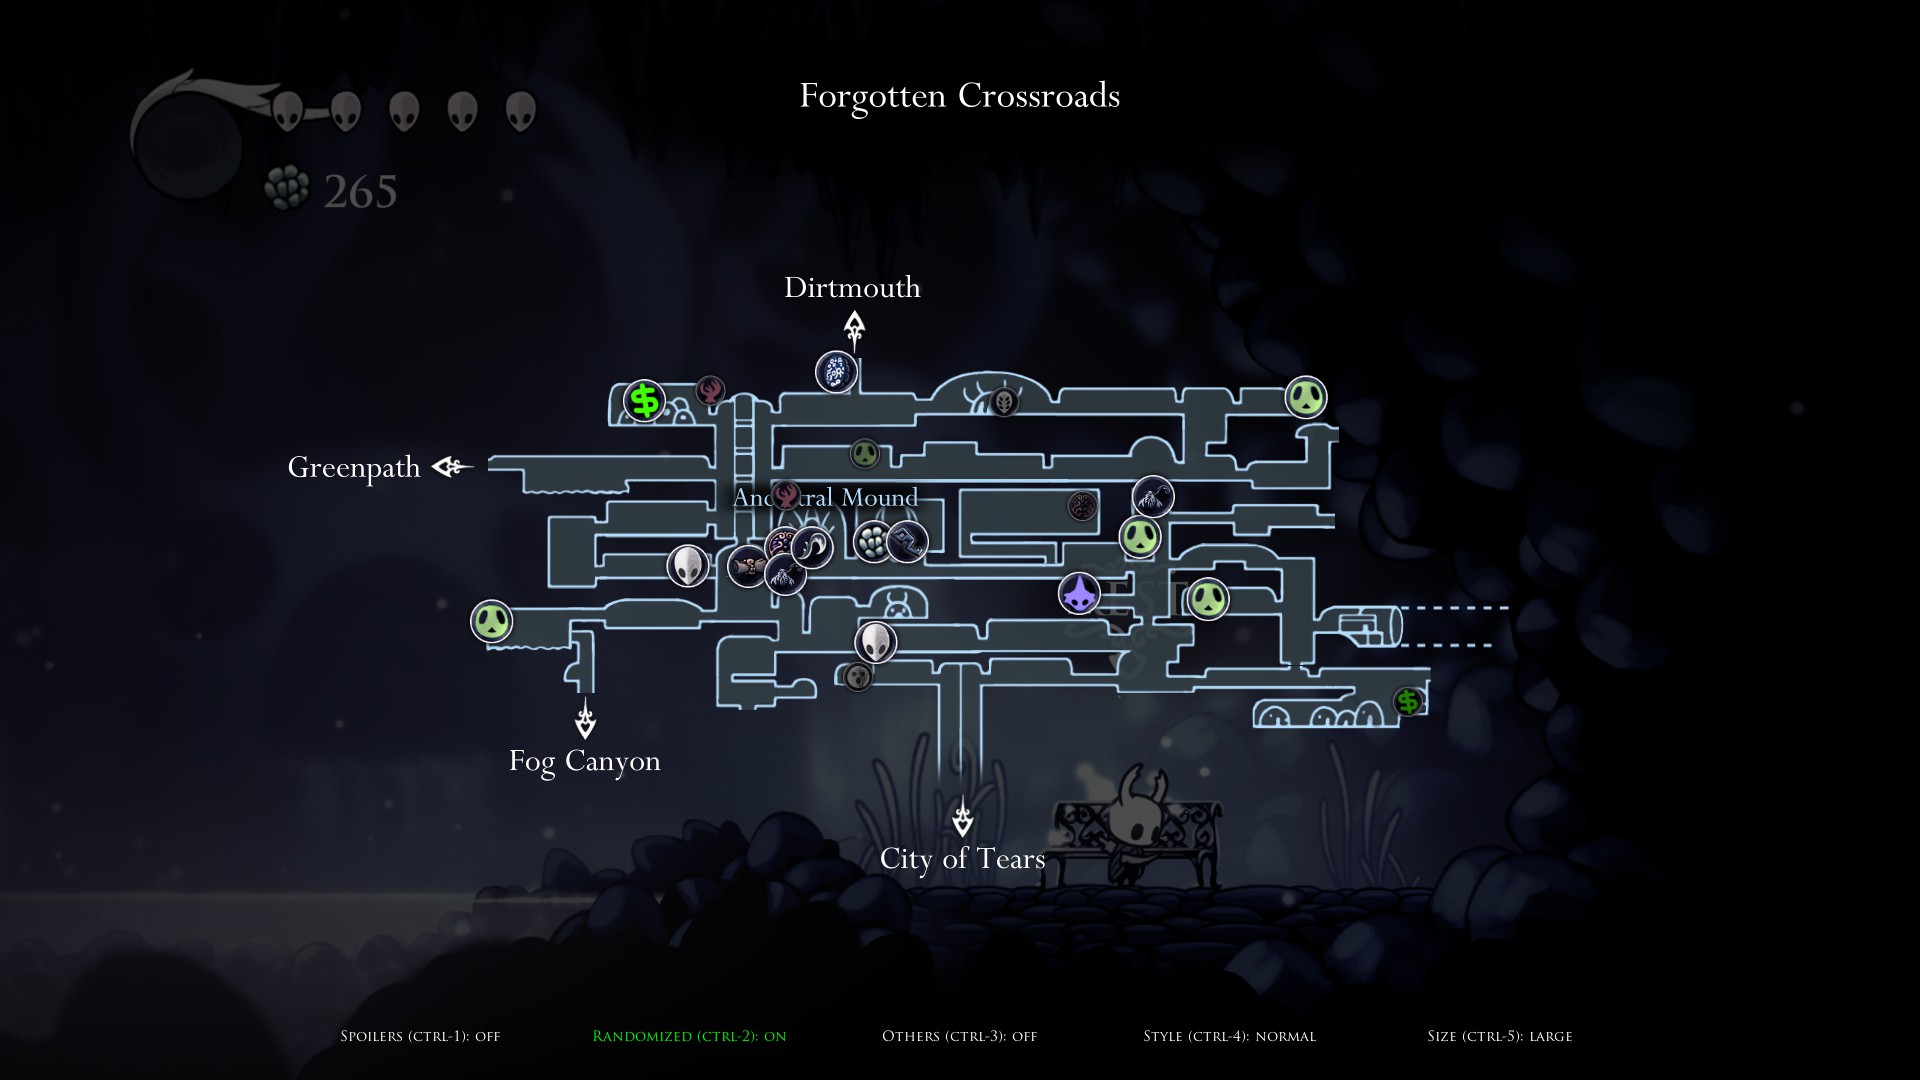 Forgotten Crossroads
265
Dirtmouth
Greenpath
Mound
Fog Canyon
City of Tears
SPOILERS (CTRL-1): OFF
RANDOMIZED (CTRL-2): ON
OTHERS (CTRL-3): OFF
STYLE (CTRL-4): NORMAL
SIZE (CTRL-5): LARGE